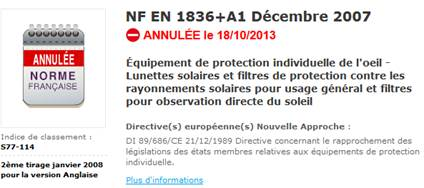 NF EN 1836+A1 Décembre 2007
ANNULÉE le 18/10/2013
ANNULÉE
NORME
FRANÇAISE
Équipement de protection individuelle de l'oeil -
Lunettes solaires et filtres de protection contre les
rayonnements solaires pour usage général et filtres
pour observation directe du soleil
Indice de classement :
S77-114
2ème tirage janvier 2008
pour la version Anglaise
Directive(s) européenne(s) Nouvelle Approche :
DI 89/686/CE 21/12/1989 Directive concernant le rapprochement des
législations des états membres relatives aux équipements de protection
individuelle.
Plus d'informations